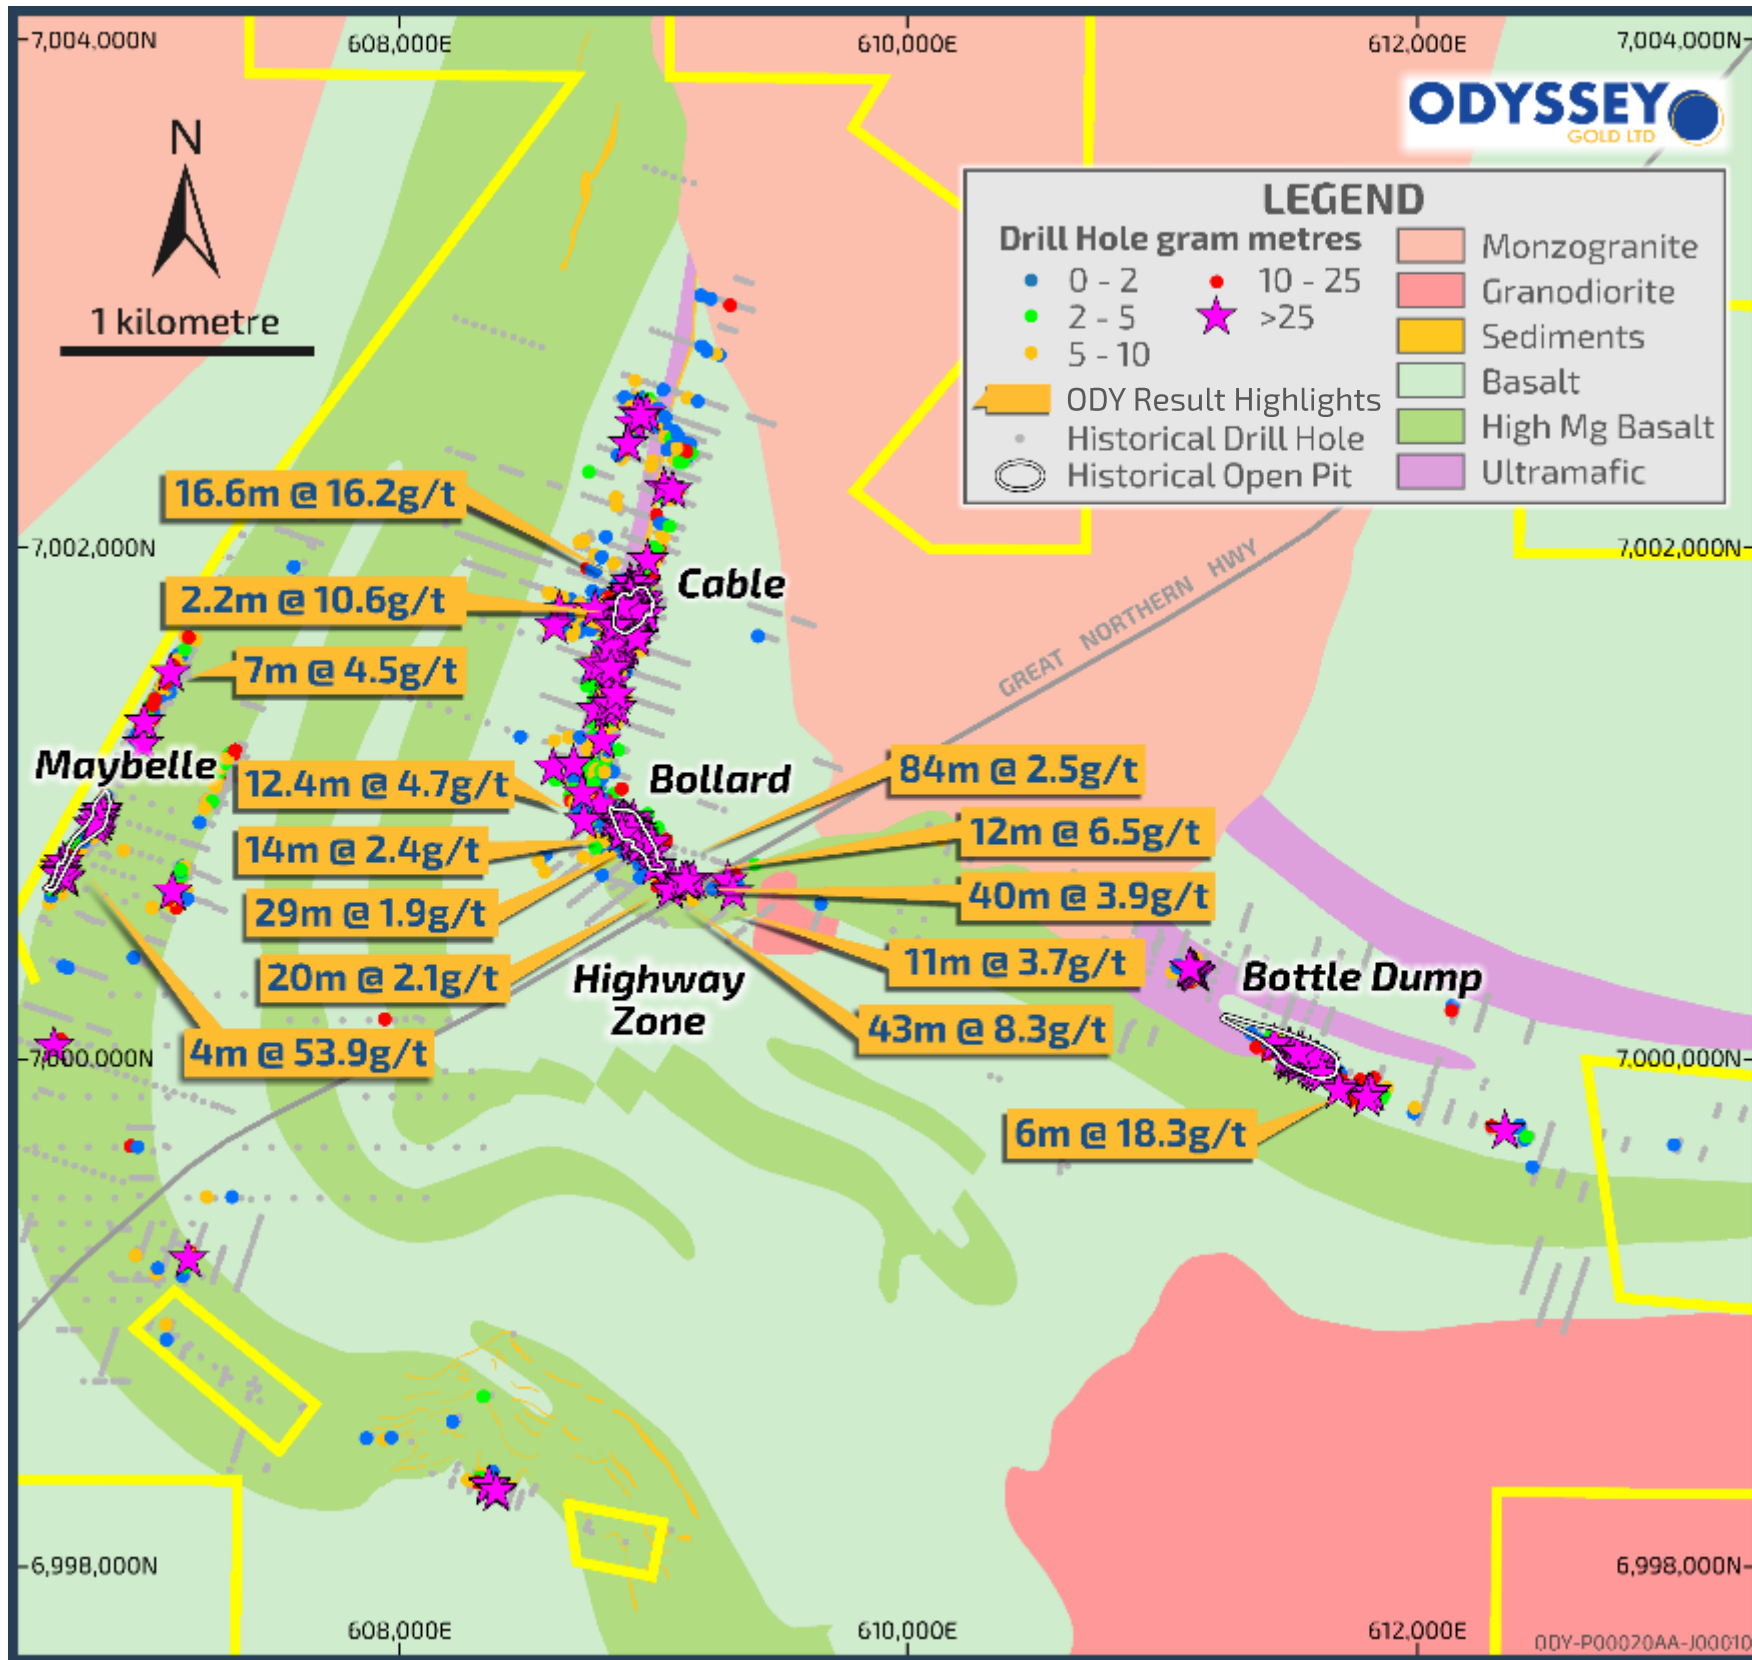 7,004,000N
608,000E
610,000E
612,000E
7,004,000N
ODYSSEY
GOLD LTD
N
1 kilometre
LEGEND
Drill Hole gram metres
0 - 2
2 - 5
5 - 10
10 - 25
>25
ODY Result Highlights
Historical Drill Hole
Historical Open Pit
Monzogranite
Granodiorite
Sediments
Basalt
High Mg Basalt
Ultramafic
16.6m @ 16.2g/t
7,002,000N
7,002,000N
GREAT NORTHERN HWY
Cable
2.2m @ 10.6g/t
7m @ 4.5g/t
Maybelle
12.4m @ 4.7g/t
Bollard
84m @ 2.5g/t
14m @ 2.4g/t
12m @ 6.5g/t
29m @ 1.9g/t
40m @ 3.9g/t
20m @ 2.1g/t
Highway
Zone
11m @ 3.7g/t
Bottle Dump
43m @ 8.3g/t
4m @ 53.9g/t
7,000,000N
7,000,000N
6m @ 18.3g/t
6,998,000N
6,998,000N
608,000E
610,000E
612,000E
ODY-P00020AA-J00010